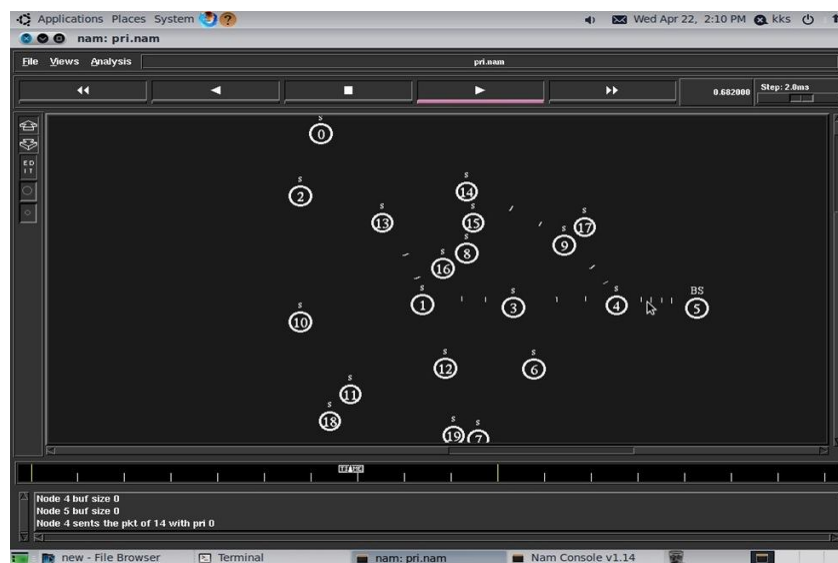 Applications Places System ? Wed Apr 22, 2:10 PM kks
nam: pri.nam
File Views Analysis pri.nam
0.682000 Step: 2.0ms
ED
IT
s
0
s
2
s
14
s
13
s
15
s
17
s
9
s
8
s
16
s
1
s
3
s
4
BS
5
s
10
s
12
s
6
s
11
s
18
s
19
s
7
TIME
Node 4 buf size 0
Node 5 buf size 0
Node 4 sents the pkt of 14 with pri 0
new - File Browser Terminal nam: pri.nam Nam Console v1.14